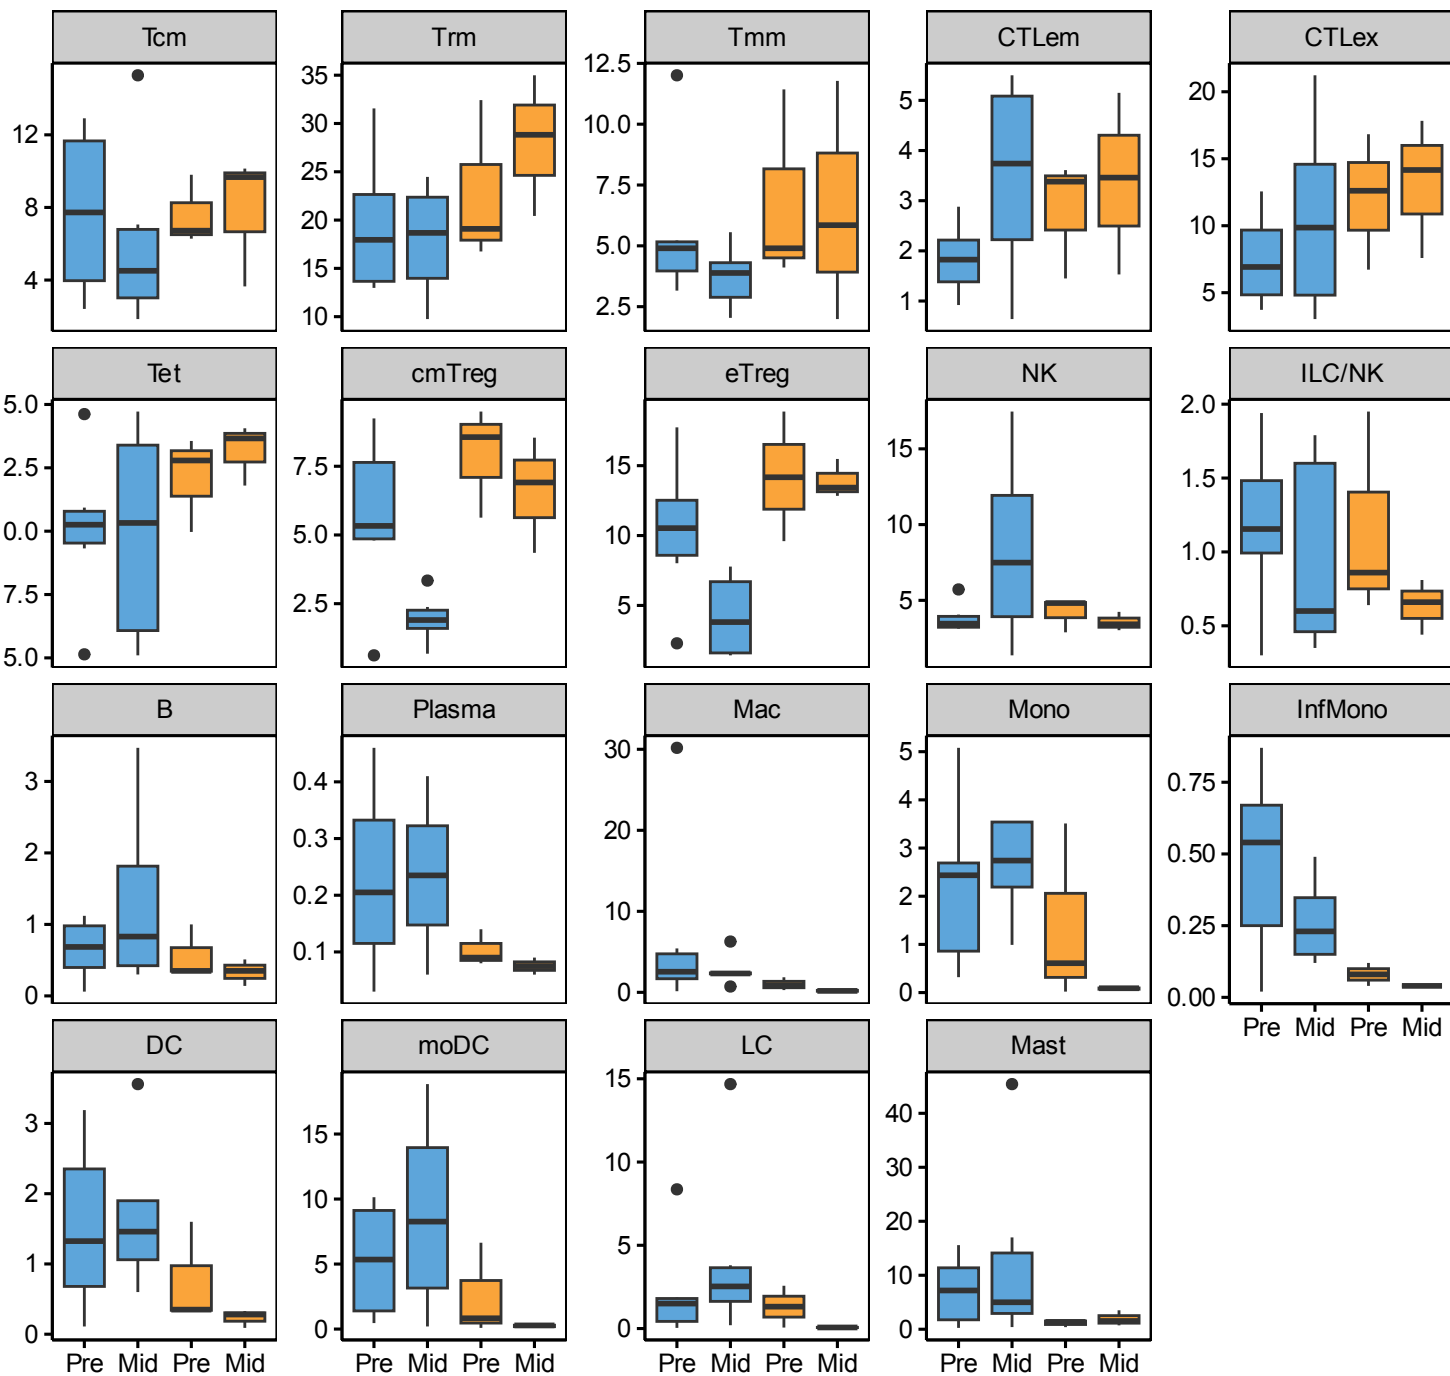 Tcm Trm Tmm CTLem CTLex
12 8 4
35 30 25 20 15 10
12.5 10.0 7.5 5.0 2.5
5 4 3 2 1
20 15 10 5
Tet cmTreg eTreg NK ILC/NK
5.0 2.5 0.0 7.5 5.0
7.5 5.0 2.5
15 10 5
15 10 5
2.0 1.5 1.0 0.5
B Plasma Mac Mono InfMono
3 2 1 0
0.4 0.3 0.2 0.1
30 20 10 0
5 4 3 2 1 0
0.75 0.50 0.25 0.00
Pre Mid Pre Mid
DC moDC LC Mast
3 2 1 0
15 10 5 0
15 10 5 0
40 30 20 10 0
Pre Mid Pre Mid Pre Mid Pre Mid Pre Mid Pre Mid Pre Mid Pre Mid